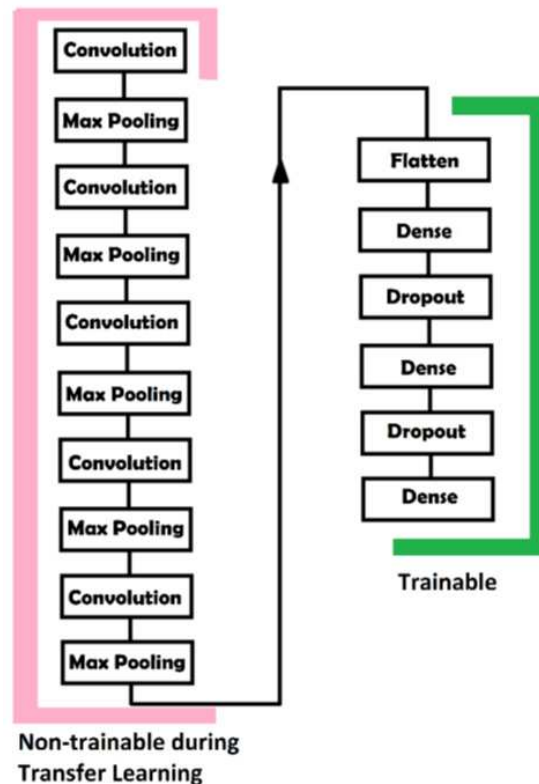 Convolution
Max Pooling
Convolution
Max Pooling
Convolution
Max Pooling
Convolution
Max Pooling
Convolution
Max Pooling
Non-trainable during
Transfer Learning
Flatten
Dense
Dropout
Dense
Dropout
Dense
Trainable